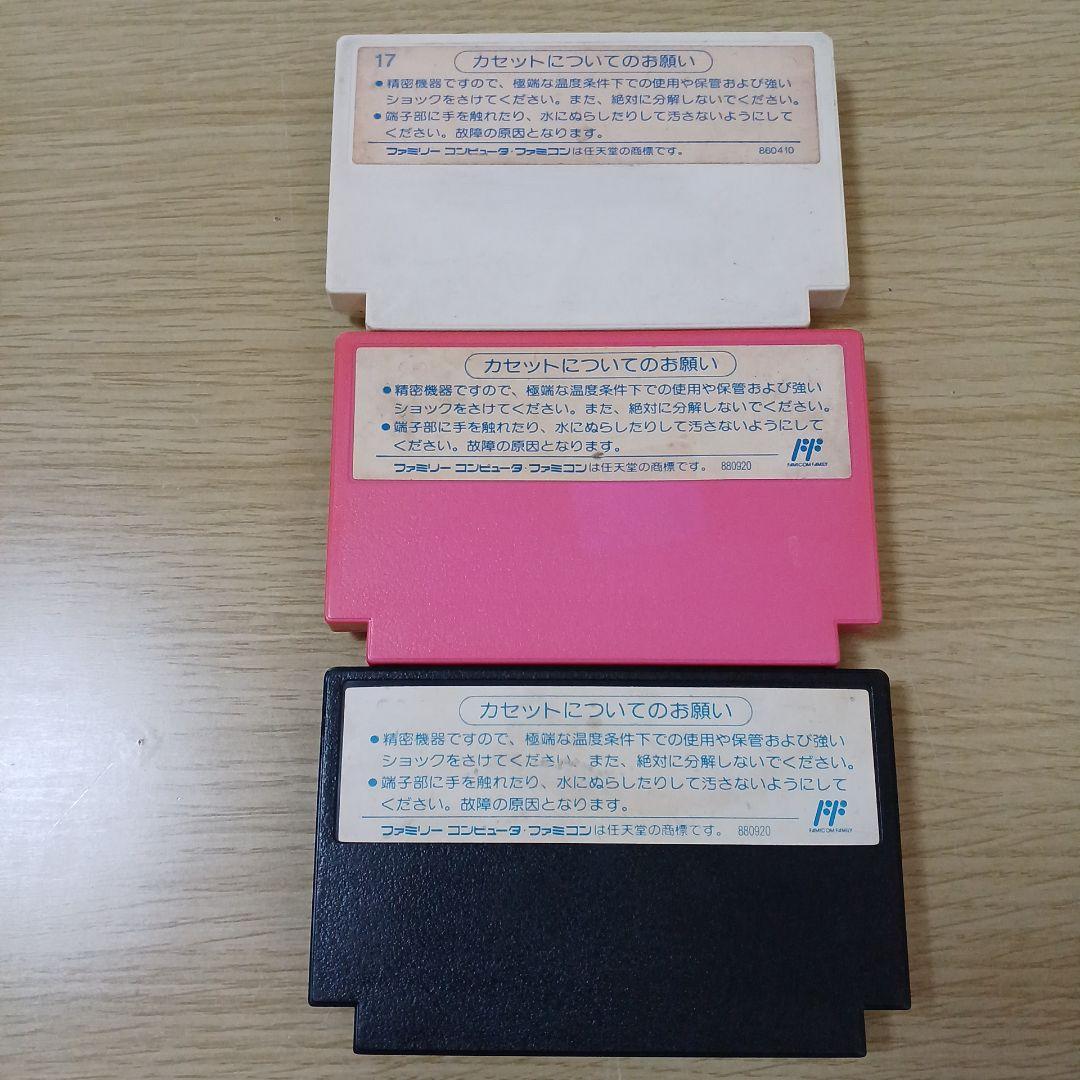 17
カセットについてのお願い
●精密機器ですので、極端な温度条件下での使用や保管および強い
ショックをさけてください。また、絶対に分解しないでください。
●端子部に手を触れたり、水にぬらしたりして汚さないようにして
ください。故障の原因となります。
ファミリーコンピュータ・ファミコンは任天堂の商標です。 860410
カセットについてのお願い
●精密機器ですので、極端な温度条件下での使用や保管および強い
ショックをさけてください。また、絶対に分解しないでください。
●端子部に手を触れたり、水にぬらしたりして汚さないようにして
ください。故障の原因となります。
FAMICOM FAMILY
ファミリーコンピュータ・ファミコンは任天堂の商標です。 880920
カセットについてのお願い
●精密機器ですので、極端な温度条件下での使用や保管および強い
ショックをさけてください。また、絶対に分解しないでください。
●端子部に手を触れたり、水にぬらしたりして汚さないようにして
ください。故障の原因となります。
FAMICOM FAMILY
ファミリーコンピュータ・ファミコンは任天堂の商標です。 880920